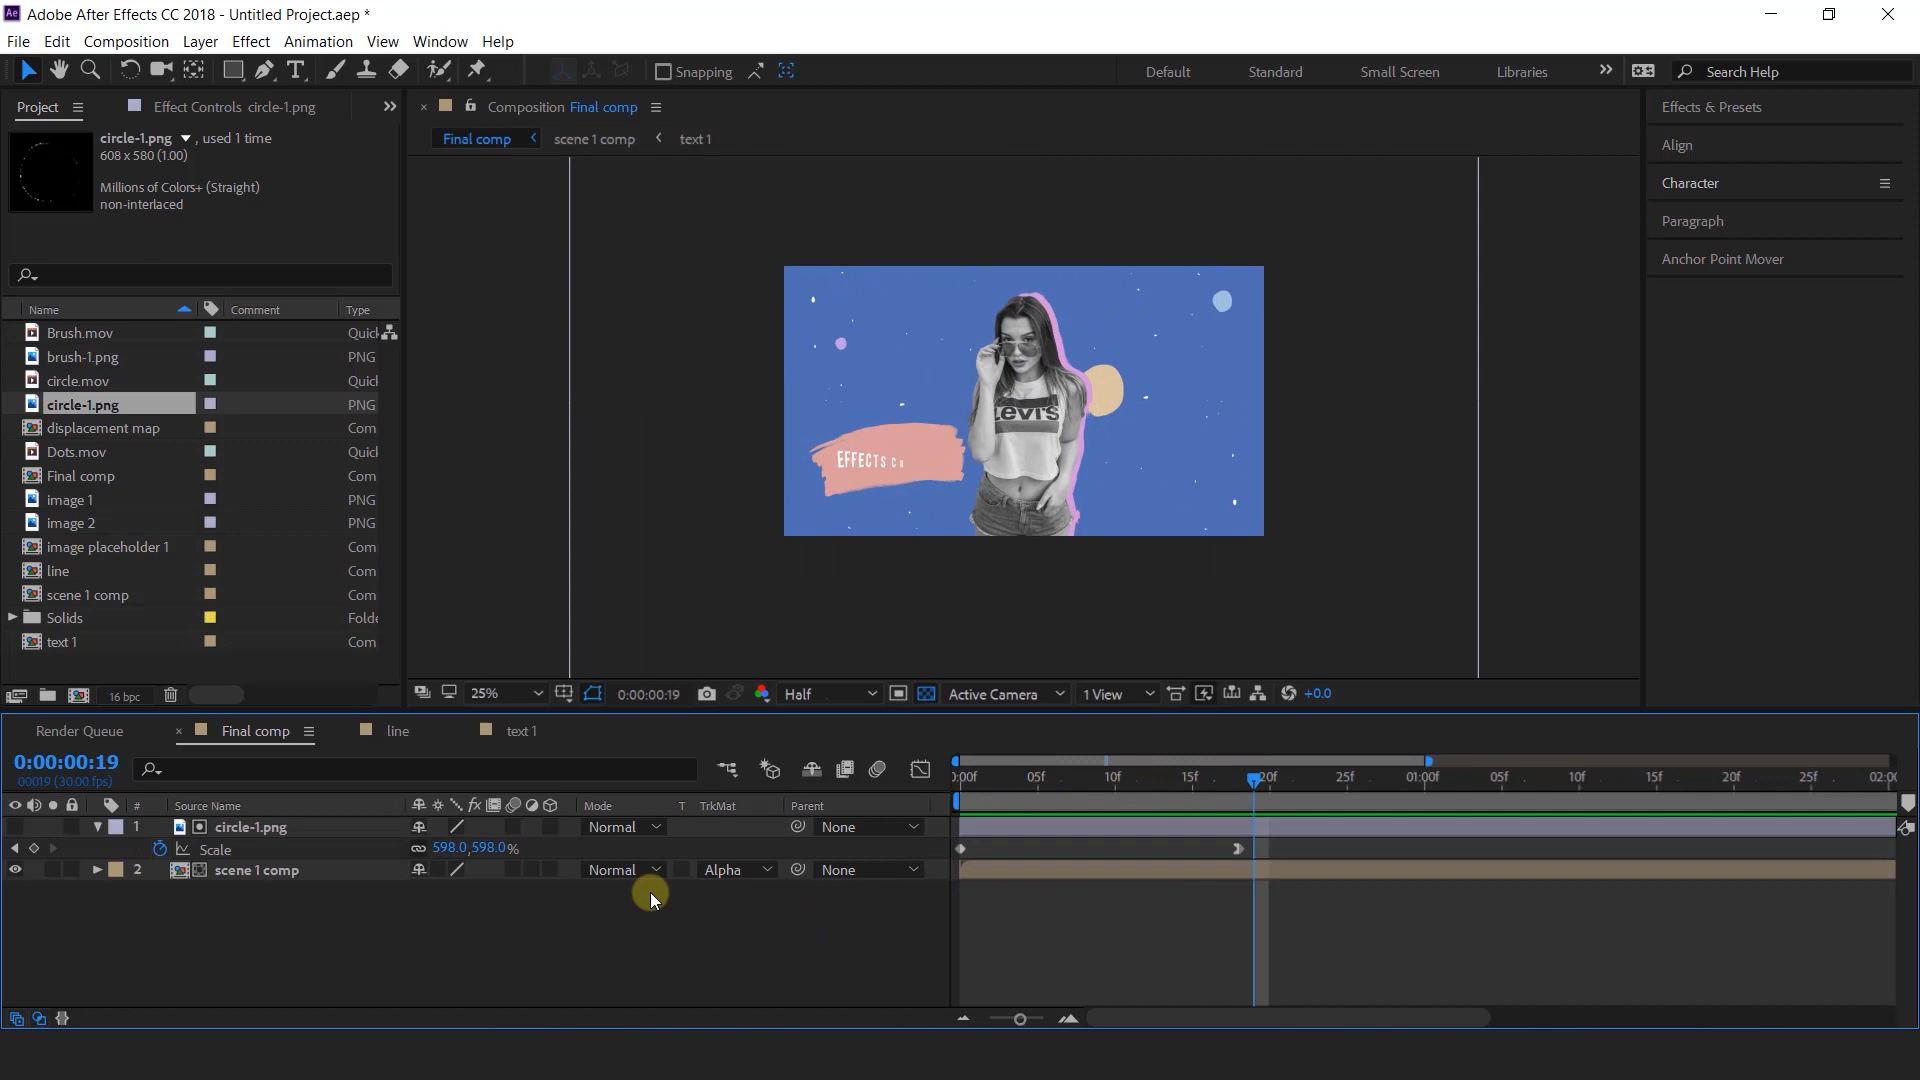 Adobe After Effects CC 2018 - Untitled Project.aep *
File Edit Composition Layer Effect Animation View Window Help
Snapping
Default Standard Small Screen Libraries
Search Help
Project
Effect Controls circle-1.png
circle-1.png , used 1 time
608 x 580 (1.00)
Millions of Colors+ (Straight)
non-interlaced
Name Comment Type
Brush.mov Quick
brush-1.png PNG
circle.mov Quick
circle-1.png PNG
displacement map Com
Dots.mov Quick
Final comp Com
image 1 PNG
image 2 PNG
image placeholder 1 Com
line Com
scene 1 comp Com
Solids Folde
text 1 Com
16 bpc
Composition Final comp
Final comp scene 1 comp text 1
LEVI'S
EFFECTS
25% 0:00:00:19 Half Active Camera 1 View +0.0
Effects & Presets
Align
Character
Paragraph
Anchor Point Mover
Render Queue Final comp line text 1
0:00:00:19
00019 (30.00 fps)
# Source Name Mode T TrkMat Parent
1 circle-1.png Normal None
Scale 598.0,598.0%
2 scene 1 comp Normal Alpha None
0:00f 05f 10f 15f 20f 25f 01:00f 05f 10f 15f 20f 25f 02:00